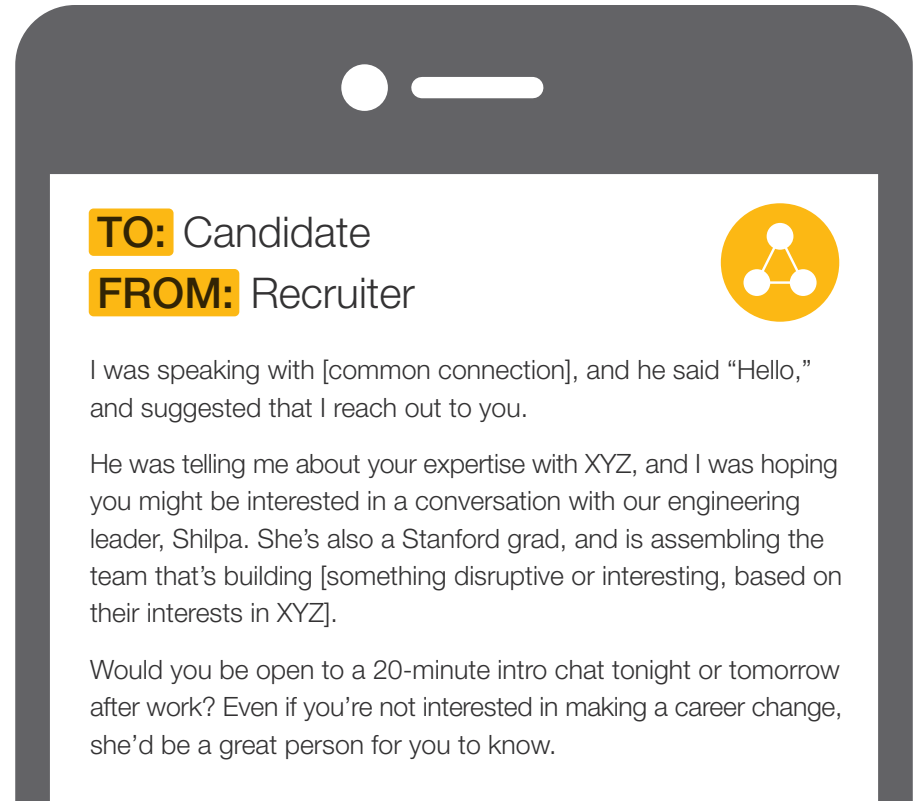 TO: Candidate
FROM: Recruiter
I was speaking with [common connection], and he said “Hello,”
and suggested that I reach out to you.
He was telling me about your expertise with XYZ, and I was hoping
you might be interested in a conversation with our engineering
leader, Shilpa. She’s also a Stanford grad, and is assembling the
team that’s building [something disruptive or interesting, based on
their interests in XYZ].
Would you be open to a 20-minute intro chat tonight or tomorrow
after work? Even if you’re not interested in making a career change,
she’d be a great person for you to know.